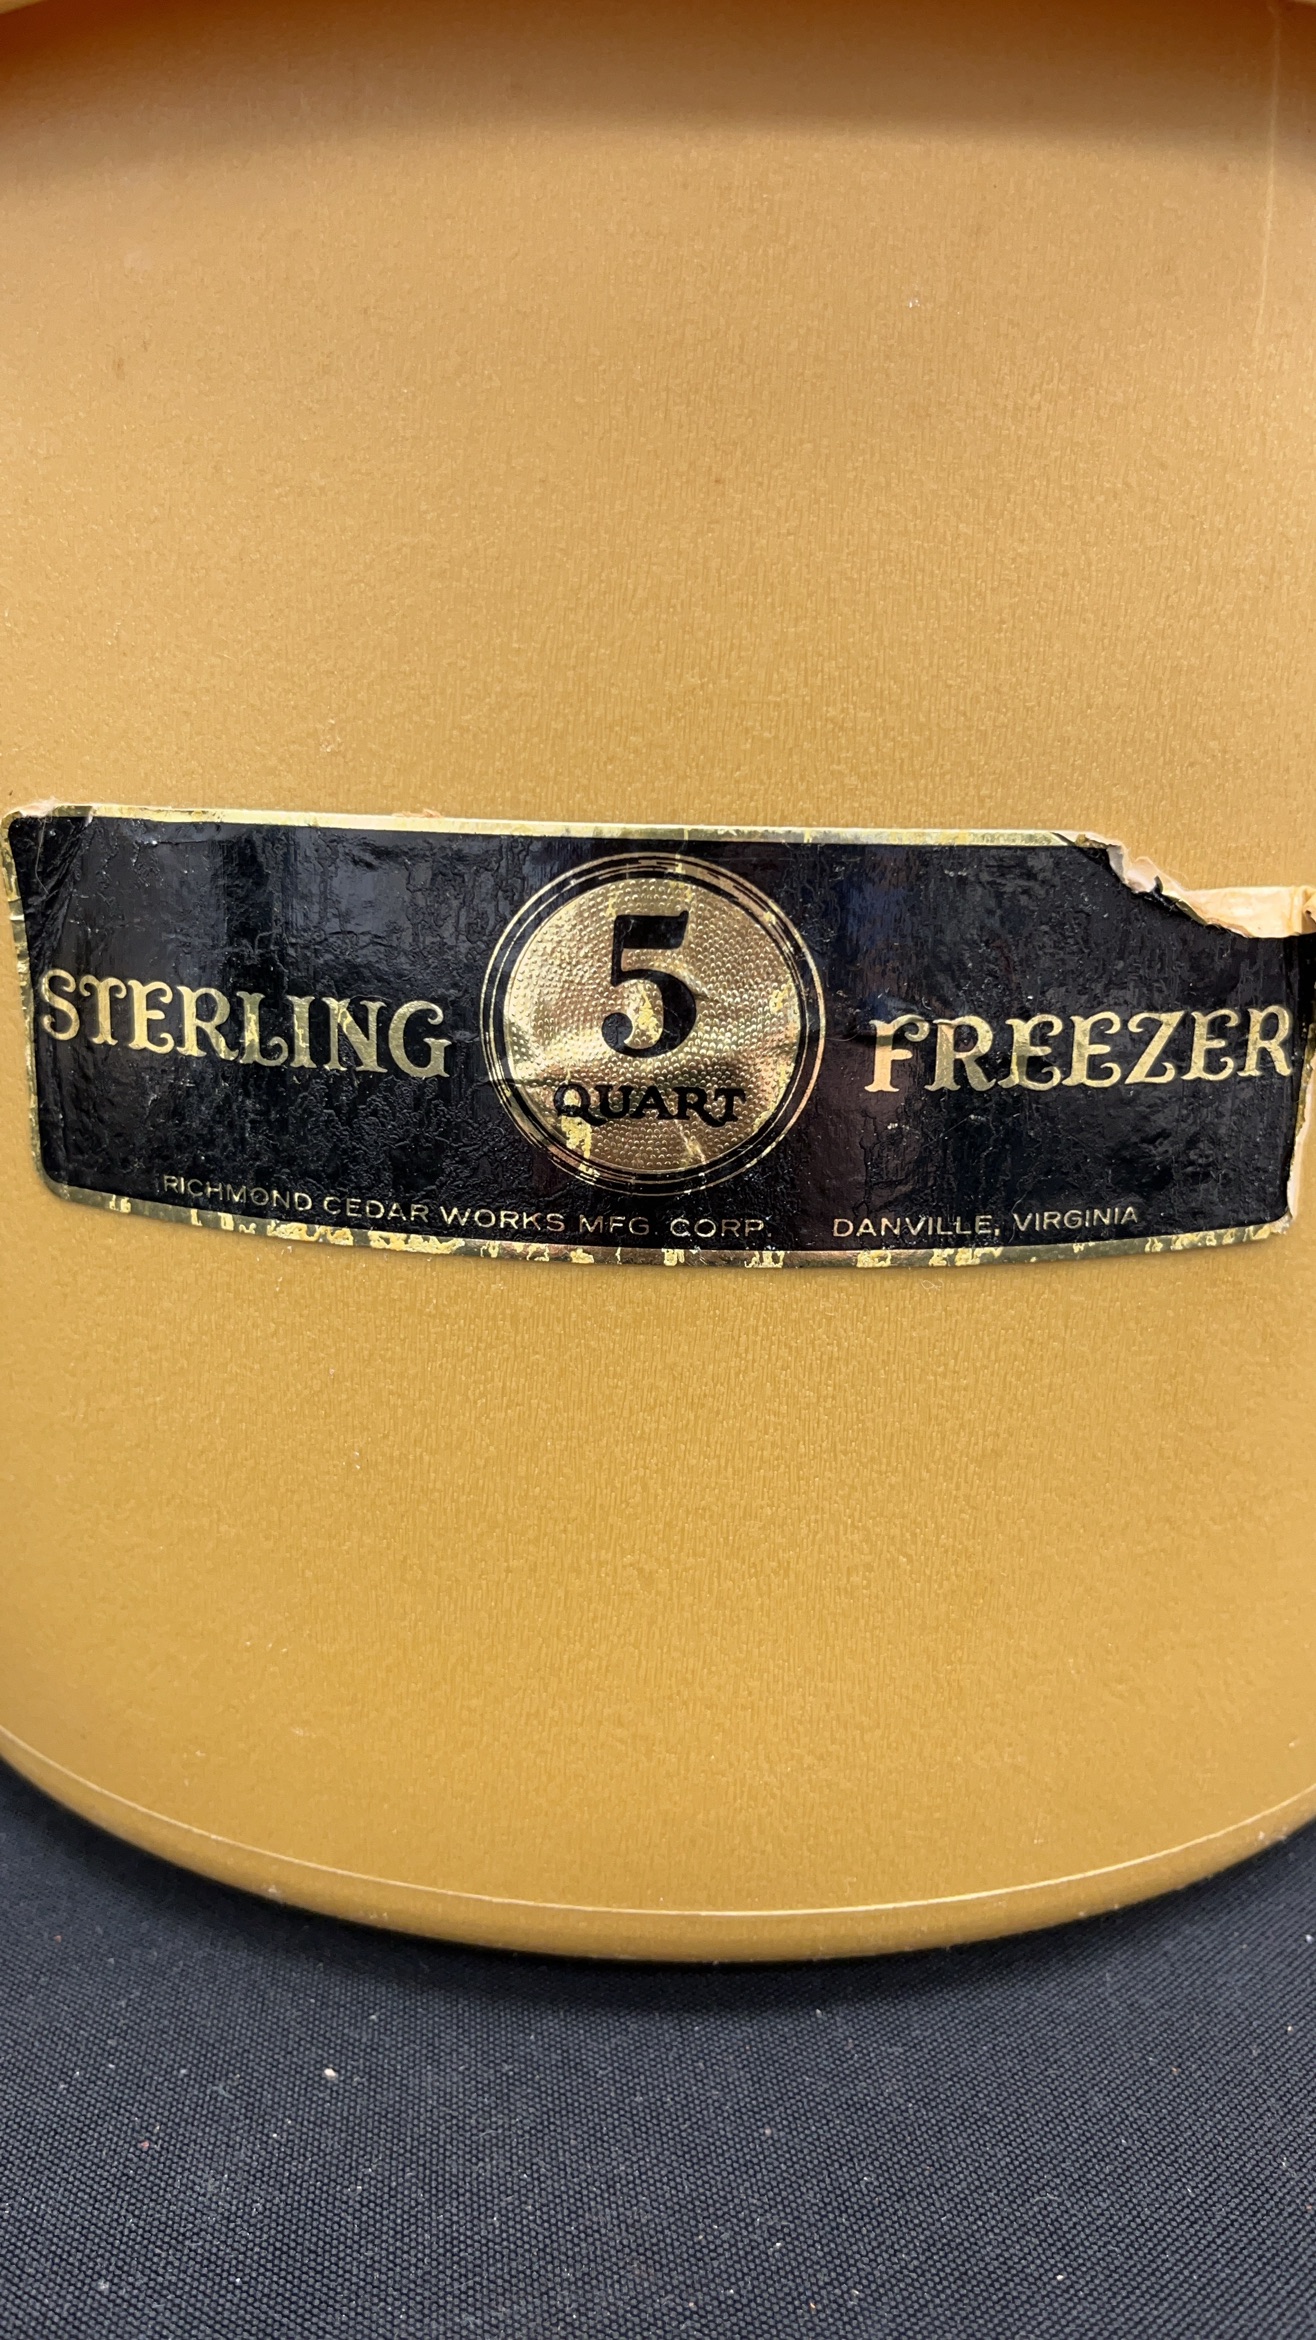 STERLING 5 QUART FREEZER
RICHMOND CEDAR WORKS MFG. CORP. DANVILLE, VIRGINIA